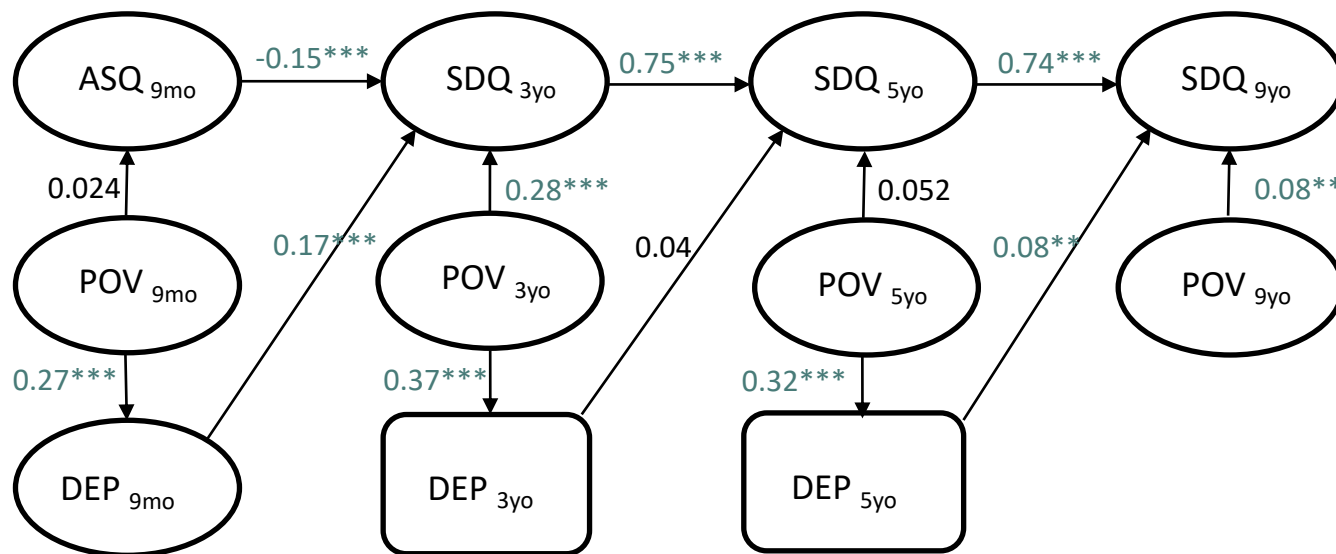 -0.15*** 0.75*** 0.74***
ASQ 9mo SDQ 3yo SDQ 5yo SDQ 9yo
0.024 0.28*** 0.052 0.08**
0.17*** 0.04 0.08**
POV 9mo POV 3yo POV 5yo POV 9yo
0.27*** 0.37*** 0.32***
DEP 9mo DEP 3yo DEP 5yo